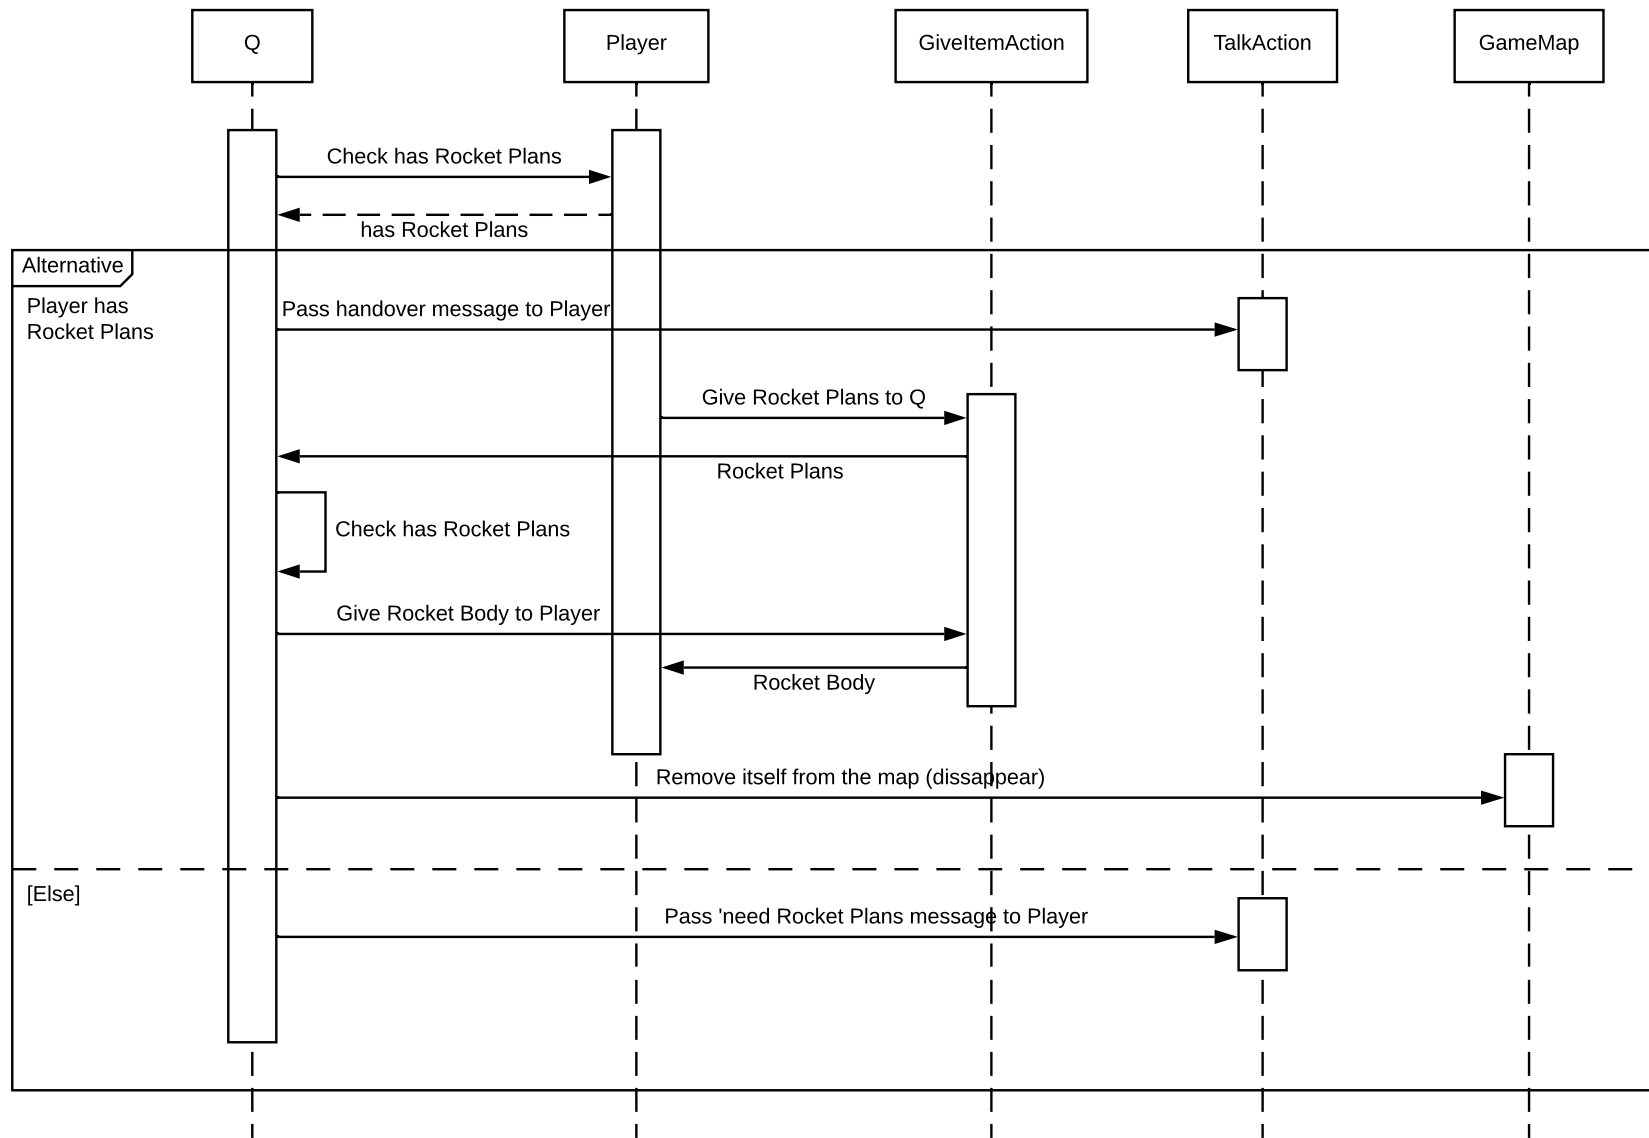 Q
Player
GiveItemAction
TalkAction
GameMap
Check has Rocket Plans
has Rocket Plans
Alternative
Player has
Rocket Plans
Pass handover message to Player
Give Rocket Plans to Q
Rocket Plans
Check has Rocket Plans
Give Rocket Body to Player
Rocket Body
Remove itself from the map (dissappear)
[Else]
Pass 'need Rocket Plans message to Player